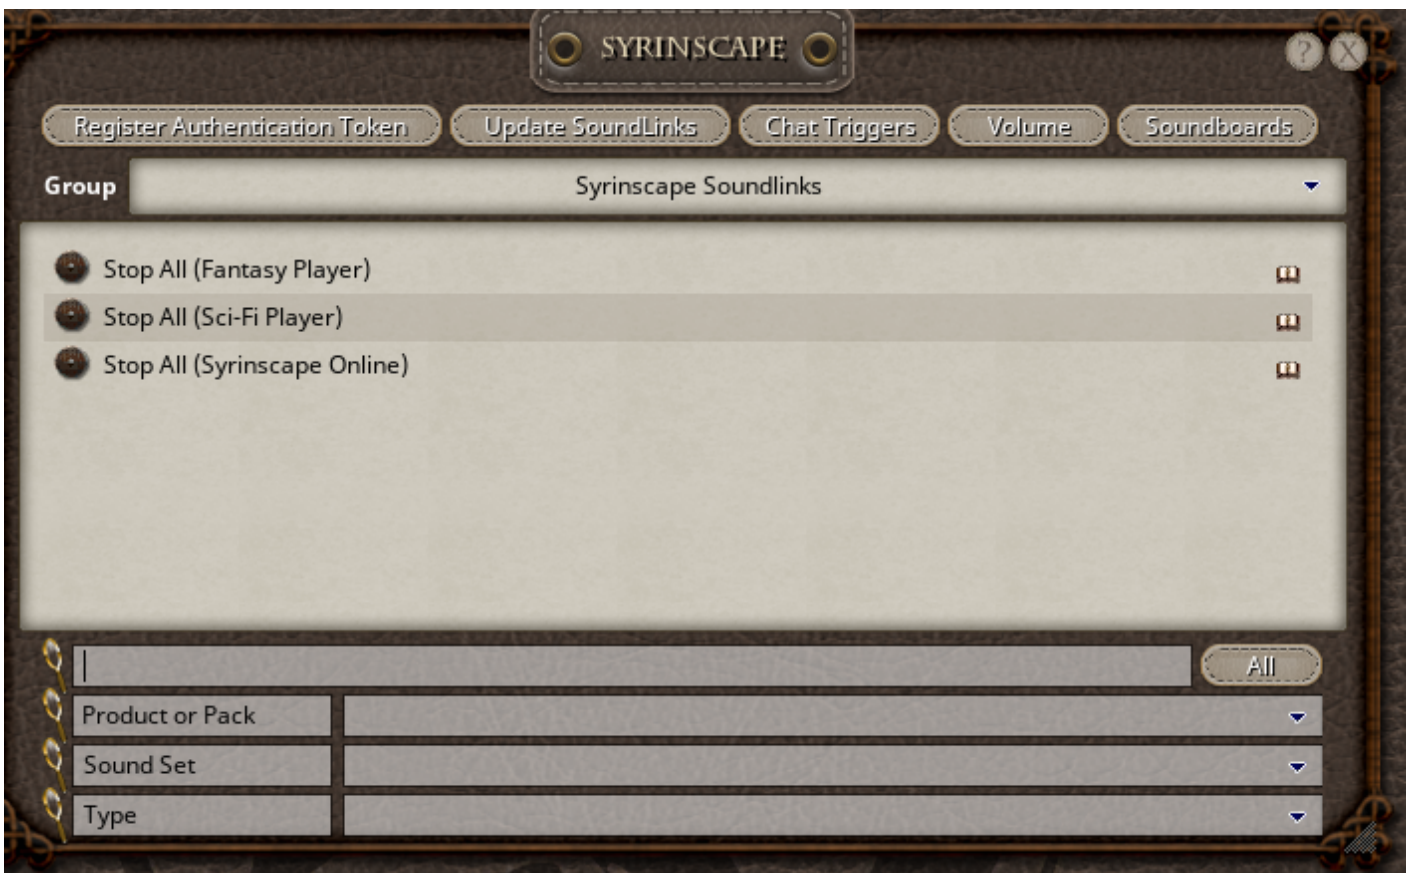 SYRINSCAPE
? X
Register Authentication Token Update SoundLinks Chat Triggers Volume Soundboards
Group Syrinscape Soundlinks
Stop All (Fantasy Player)
Stop All (Sci-Fi Player)
Stop All (Syrinscape Online)
All
Product or Pack
Sound Set
Type